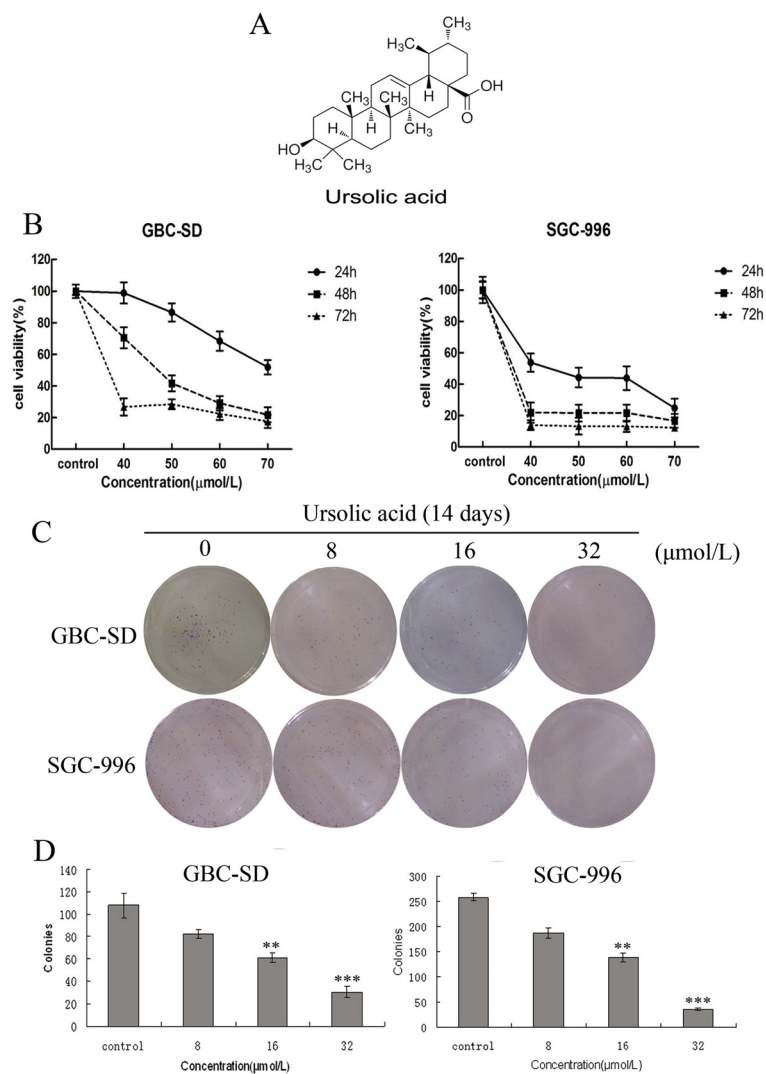 A
H₃C
CH₃
CH₃
CH₃
H
OH
O
H
H
CH₃
HO
H₃C
CH₃
Ursolic acid
B
GBC-SD
120
100
80
60
40
20
0
cell viability(%)
control
40
50
60
70
Concentration(μmol/L)
24h
48h
72h
SGC-996
120
100
80
60
40
20
0
cell viability(%)
control
40
50
60
70
Concentration(μmol/L)
24h
48h
72h
C
Ursolic acid (14 days)
0 8 16 32 (μmol/L)
GBC-SD
SGC-996
D
GBC-SD
140
120
100
80
60
40
20
0
Colonies
**
***
control 8 16 32
Concentration(μmol/L)
SGC-996
300
250
200
150
100
50
0
Colonies
**
***
control 8 16 32
Concentration(μmol/L)